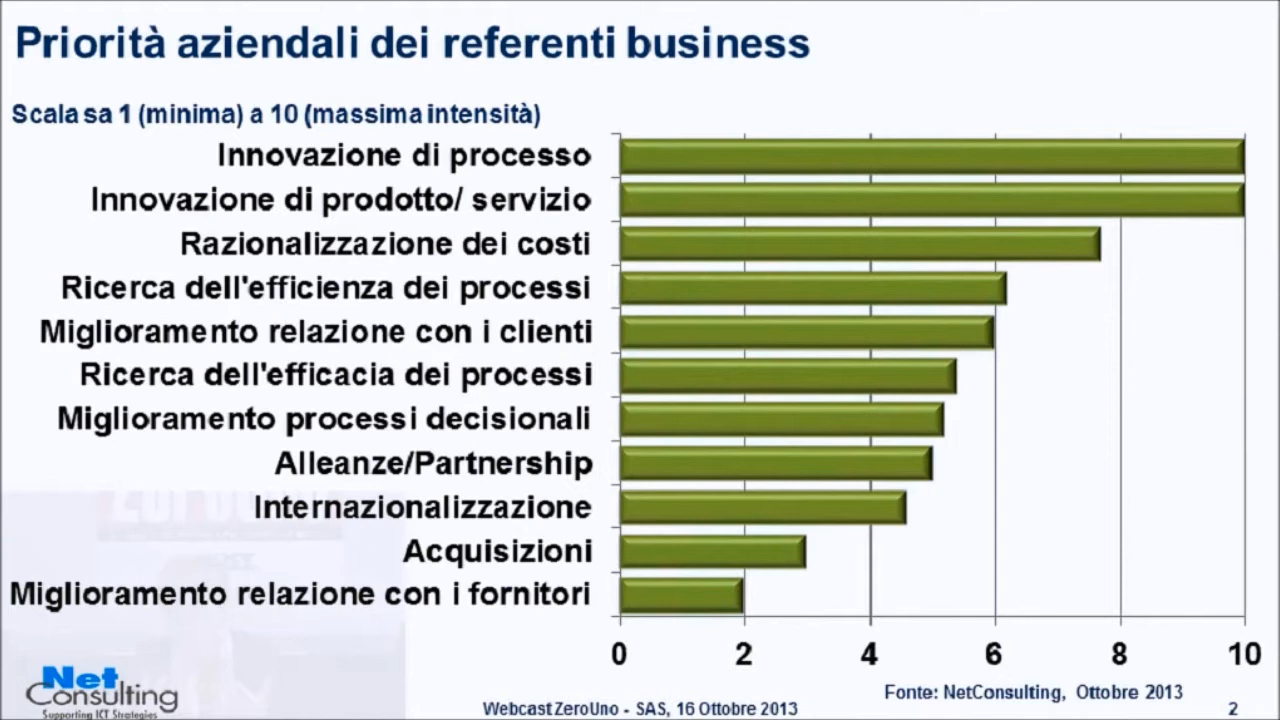 Priorità aziendali dei referenti business
Scala sa 1 (minima) a 10 (massima intensità)
Innovazione di processo
Innovazione di prodotto/ servizio
Razionalizzazione dei costi
Ricerca dell'efficienza dei processi
Miglioramento relazione con i clienti
Ricerca dell'efficacia dei processi
Miglioramento processi decisionali
Alleanze/Partnership
Internazionalizzazione
Acquisizioni
Miglioramento relazione con i fornitori
0 2 4 6 8 10
Fonte: NetConsulting, Ottobre 2013
Net
Consulting
Supporting ICT Strategies
Webcast ZeroUno - SAS, 16 Ottobre 2013
2